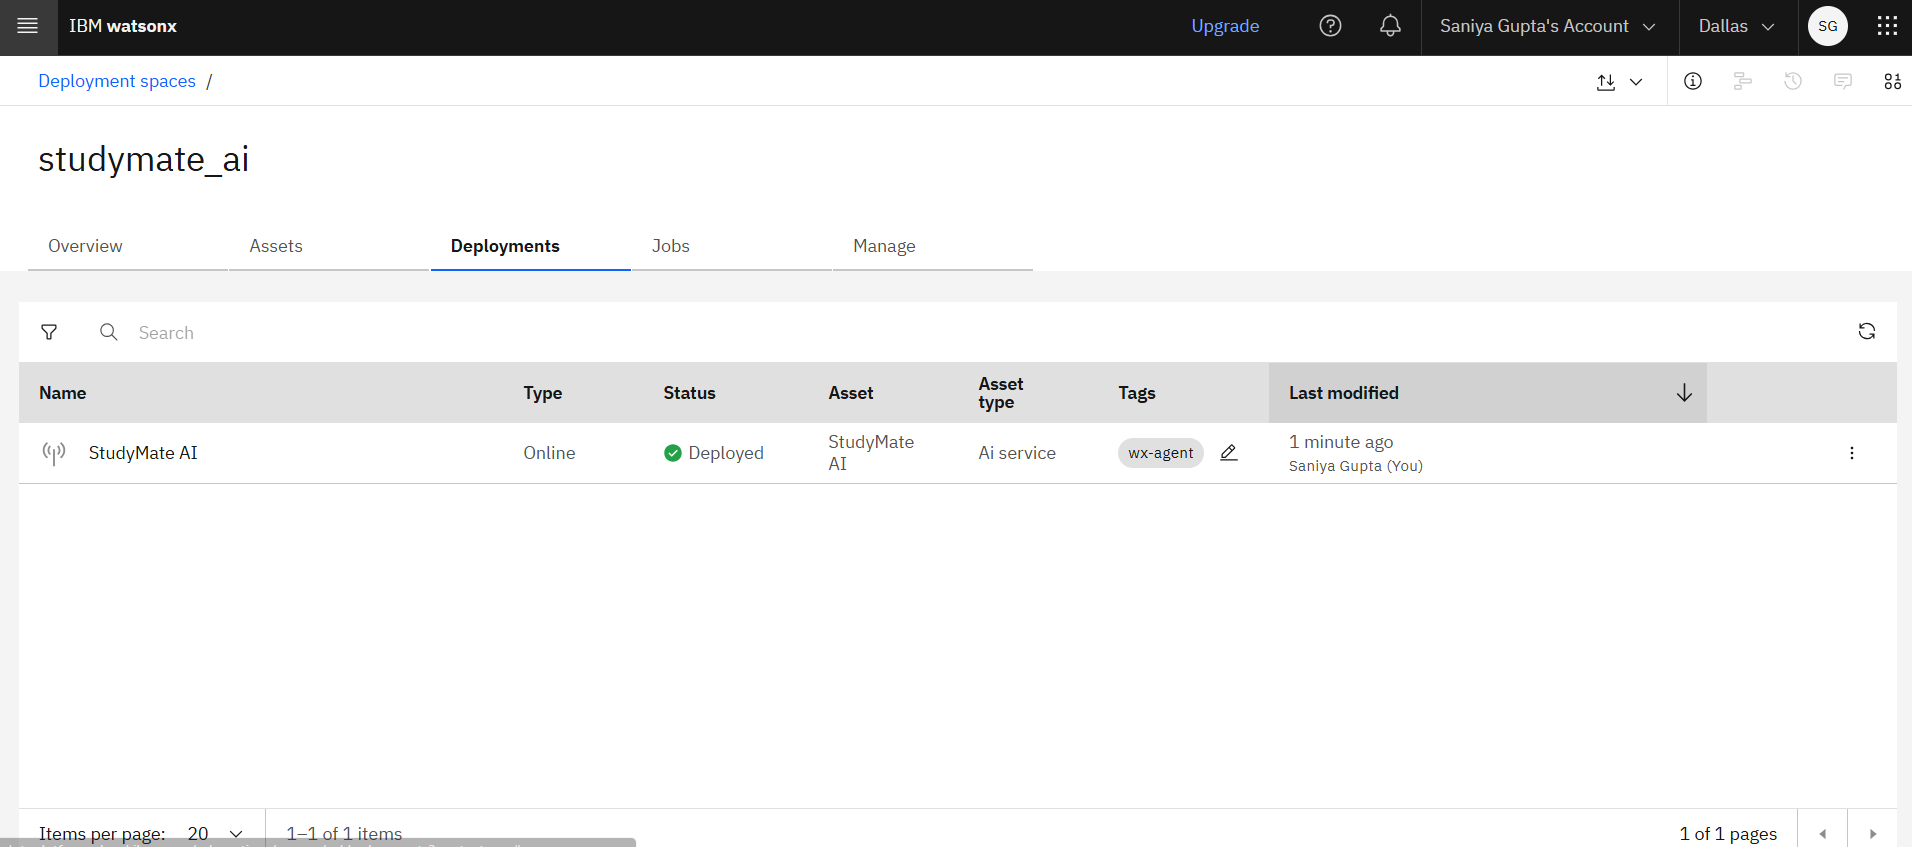 IBM watsonx
Upgrade
Saniya Gupta's Account
Dallas
SG
Deployment spaces /
studymate_ai
Overview
Assets
Deployments
Jobs
Manage
Search
Name
Type
Status
Asset
Asset
type
Tags
Last modified
StudyMate AI
Online
Deployed
StudyMate
AI
Ai service
wx-agent
1 minute ago
Saniya Gupta (You)
Items per page: 20
1–1 of 1 items
1 of 1 pages